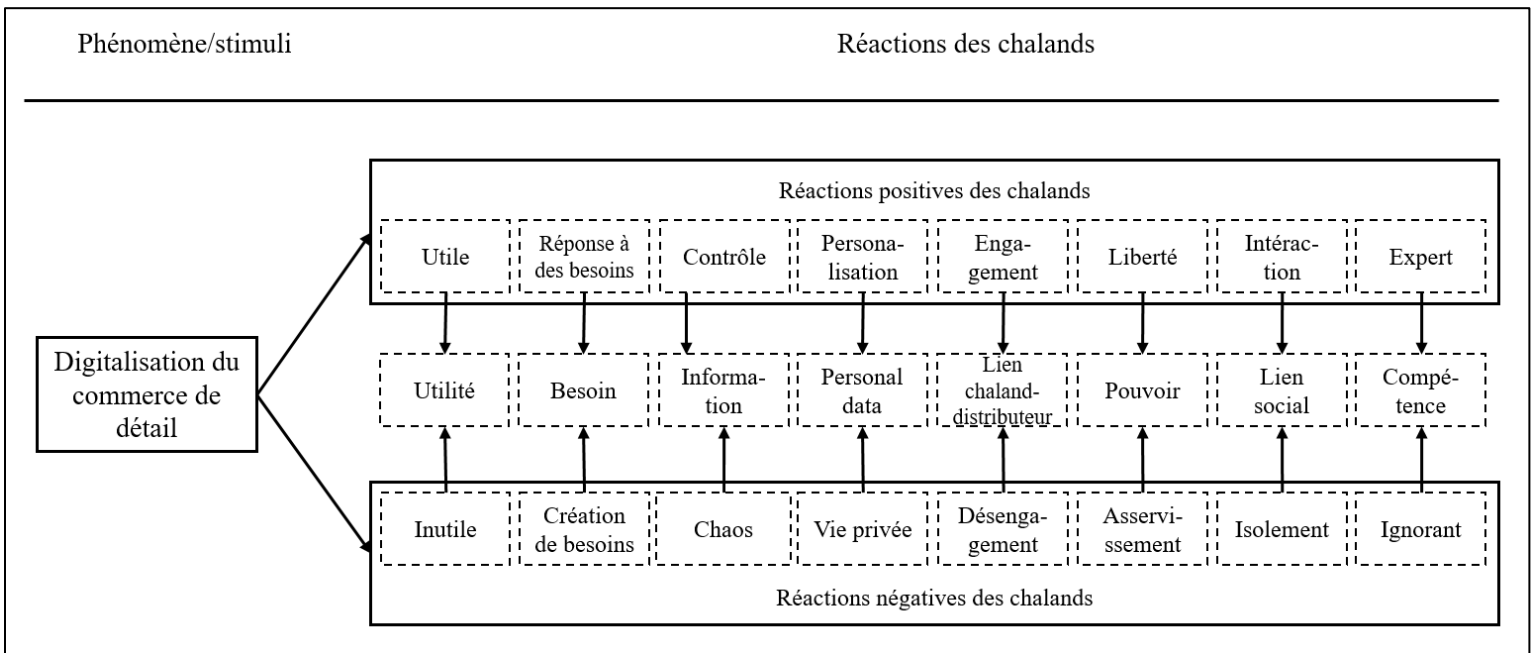 Phénomène/stimuli
Réactions des chalands
Réactions positives des chalands
Utile
Réponse à
des besoins
Contrôle
Persona-
lisation
Enga-
gement
Liberté
Intérac-
tion
Expert
Digitalisation du
commerce de
détail
Utilité
Besoin
Informa-
tion
Personal
data
Lien
chaland-
distributeur
Pouvoir
Lien
social
Compé-
tence
Inutile
Création
de besoins
Chaos
Vie privée
Désenga-
gement
Asservi-
ssement
Isolement
Ignorant
Réactions négatives des chalands